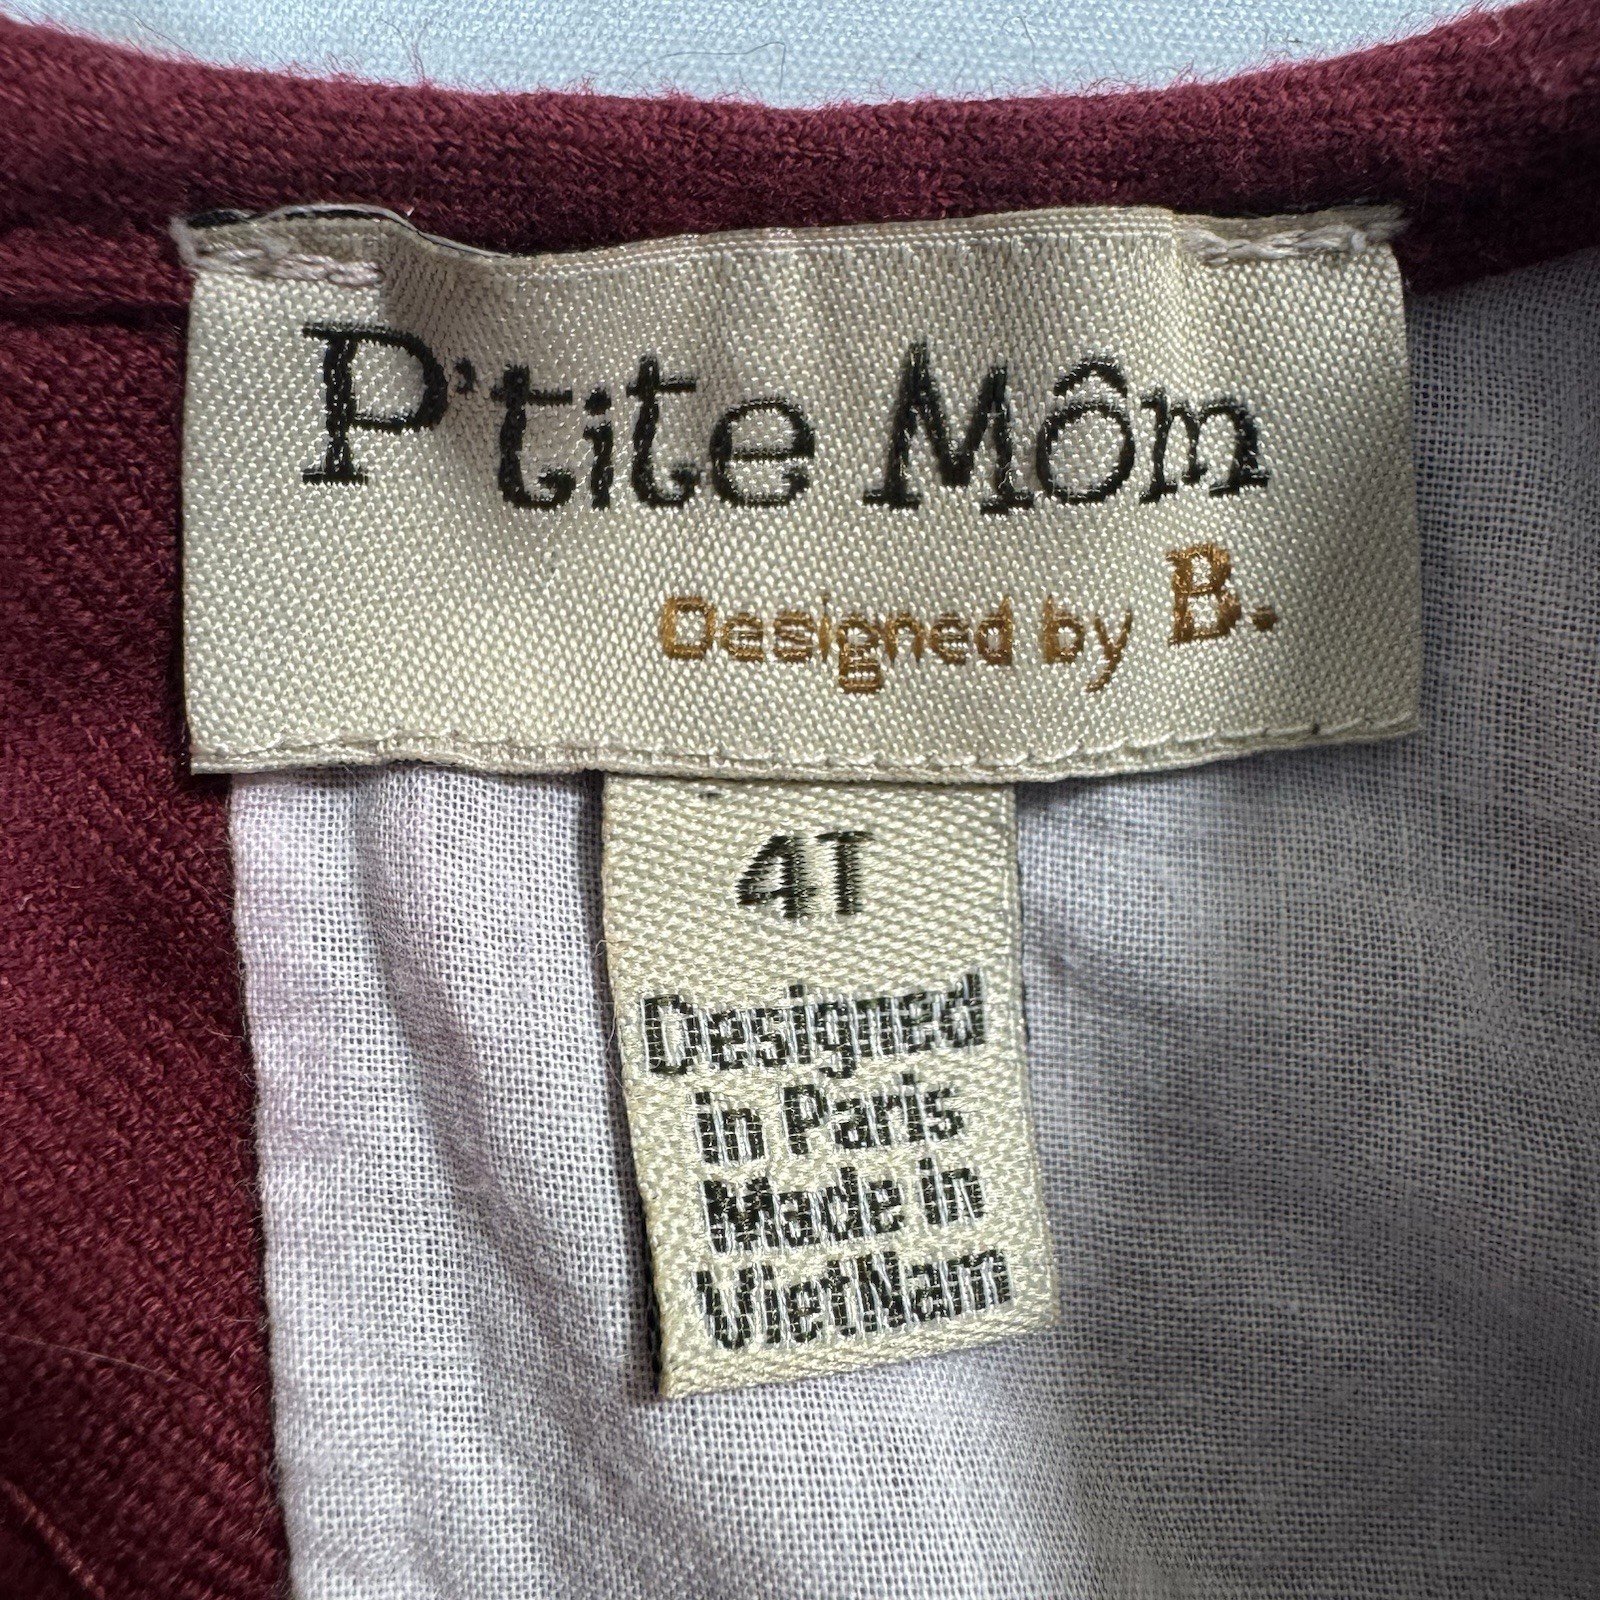 P'tite Môm
Designed by B.
4T
Designed
in Paris
Made in
VietNam